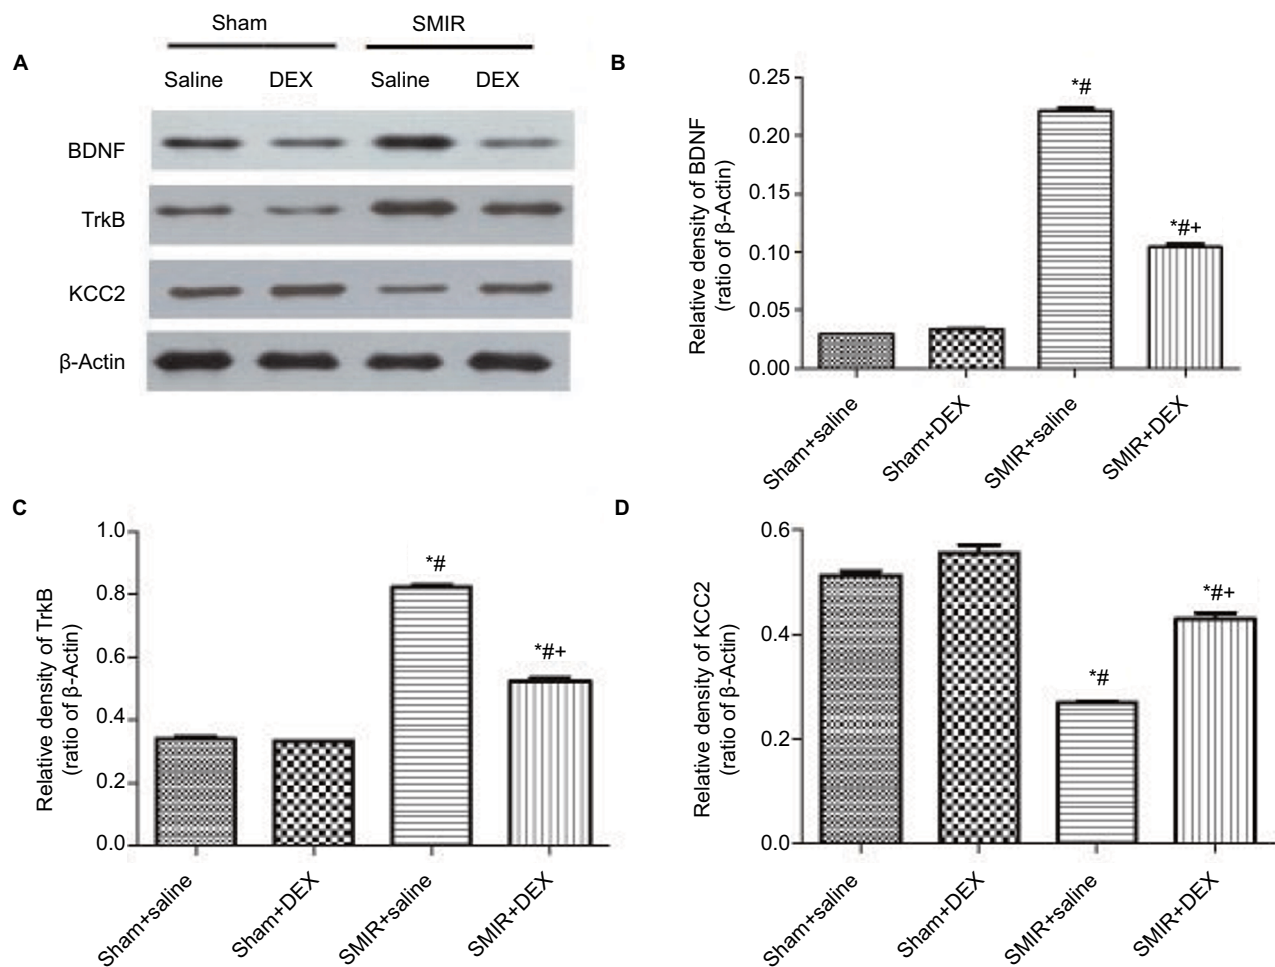 Sham SMIR
A
Saline DEX Saline DEX
BDNF
TrkB
KCC2
β-Actin
B
Relative density of BDNF
(ratio of β-Actin)
0.25
0.20
0.15
0.10
0.05
0.00
*#
*#+
Sham+saline
Sham+DEX
SMIR+saline
SMIR+DEX
C
Relative density of TrkB
(ratio of β-Actin)
1.0
0.8
0.6
0.4
0.2
0.0
*#
*#+
Sham+saline
Sham+DEX
SMIR+saline
SMIR+DEX
D
Relative density of KCC2
(ratio of β-Actin)
0.6
0.4
0.2
0.0
*#
*#+
Sham+saline
Sham+DEX
SMIR+saline
SMIR+DEX